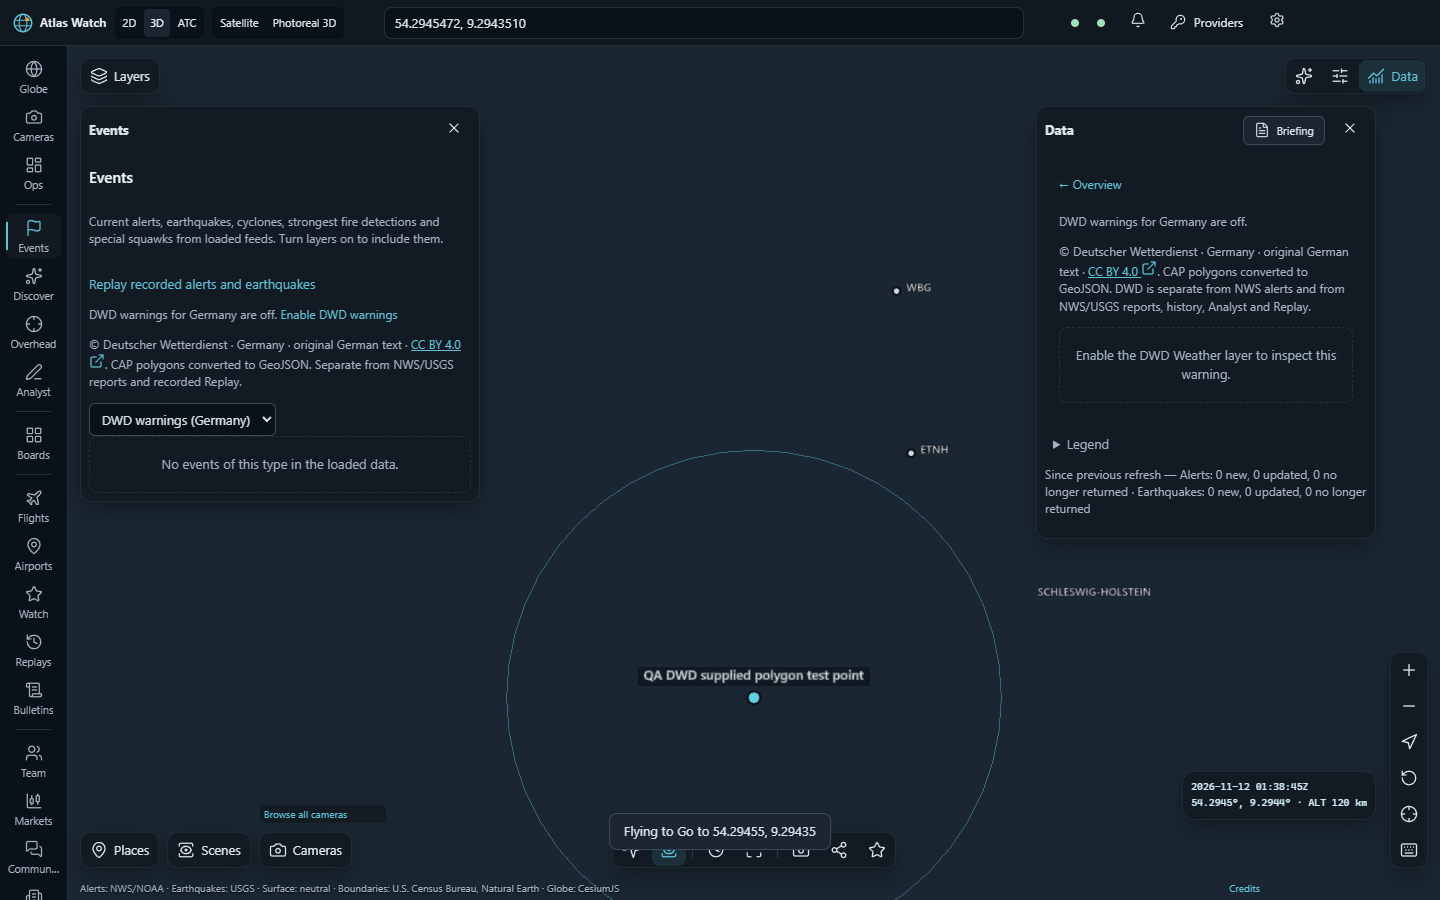 Atlas Watch
2D
3D
ATC
Satellite
Photoreal 3D
54.2945472, 9.2943510
Providers
Globe
Cameras
Ops
Events
Discover
Overhead
Analyst
Boards
Flights
Airports
Watch
Replays
Bulletins
Team
Markets
Commun...
Layers
Data
Events
Events
Current alerts, earthquakes, cyclones, strongest fire detections and
special squawks from loaded feeds. Turn layers on to include them.
Replay recorded alerts and earthquakes
DWD warnings for Germany are off. Enable DWD warnings
© Deutscher Wetterdienst · Germany · original German text · CC BY 4.0
. CAP polygons converted to GeoJSON. Separate from NWS/USGS
reports and recorded Replay.
DWD warnings (Germany)
No events of this type in the loaded data.
Data
Briefing
← Overview
DWD warnings for Germany are off.
© Deutscher Wetterdienst · Germany · original German
text · CC BY 4.0 . CAP polygons converted to
GeoJSON. DWD is separate from NWS alerts and from
NWS/USGS reports, history, Analyst and Replay.
Enable the DWD Weather layer to inspect this
warning.
Legend
Since previous refresh — Alerts: 0 new, 0 updated, 0 no
longer returned · Earthquakes: 0 new, 0 updated, 0 no longer
returned
WBG
ETNH
SCHLESWIG-HOLSTEIN
QA DWD supplied polygon test point
2026-11-12 01:38:45Z
54.2945°, 9.2944° · ALT 120 km
Browse all cameras
Places
Scenes
Cameras
Flying to Go to 54.29455, 9.29435
Alerts: NWS/NOAA · Earthquakes: USGS · Surface: neutral · Boundaries: U.S. Census Bureau, Natural Earth · Globe: CesiumJS
Credits